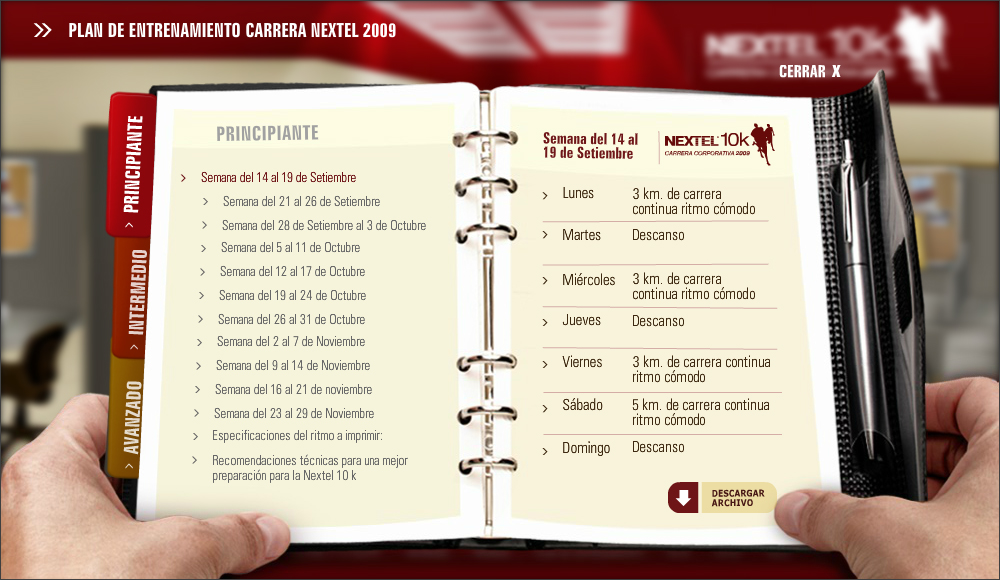 PLAN DE ENTRENAMIENTO CARRERA NEXTEL 2009
NEXTEL 10k
CERRAR X
PRINCIPIANTE
INTERMEDIO
AVANZADO
PRINCIPIANTE
Semana del 14 al 19 de Setiembre
Semana del 21 al 26 de Setiembre
Semana del 28 de Setiembre al 3 de Octubre
Semana del 5 al 11 de Octubre
Semana del 12 al 17 de Octubre
Semana del 19 al 24 de Octubre
Semana del 26 al 31 de Octubre
Semana del 2 al 7 de Noviembre
Semana del 9 al 14 de Noviembre
Semana del 16 al 21 de noviembre
Semana del 23 al 29 de Noviembre
Especificaciones del ritmo a imprimir:
Recomendaciones técnicas para una mejor
preparación para la Nextel 10 k
Semana del 14 al
19 de Setiembre
NEXTEL 10k
CARRERA CORPORATIVA 2009
Lunes 3 km. de carrera
continua ritmo cómodo
Martes Descanso
Miércoles 3 km. de carrera
continua ritmo cómodo
Jueves Descanso
Viernes 3 km. de carrera continua
ritmo cómodo
Sábado 5 km. de carrera continua
ritmo cómodo
Domingo Descanso
DESCARGAR
ARCHIVO